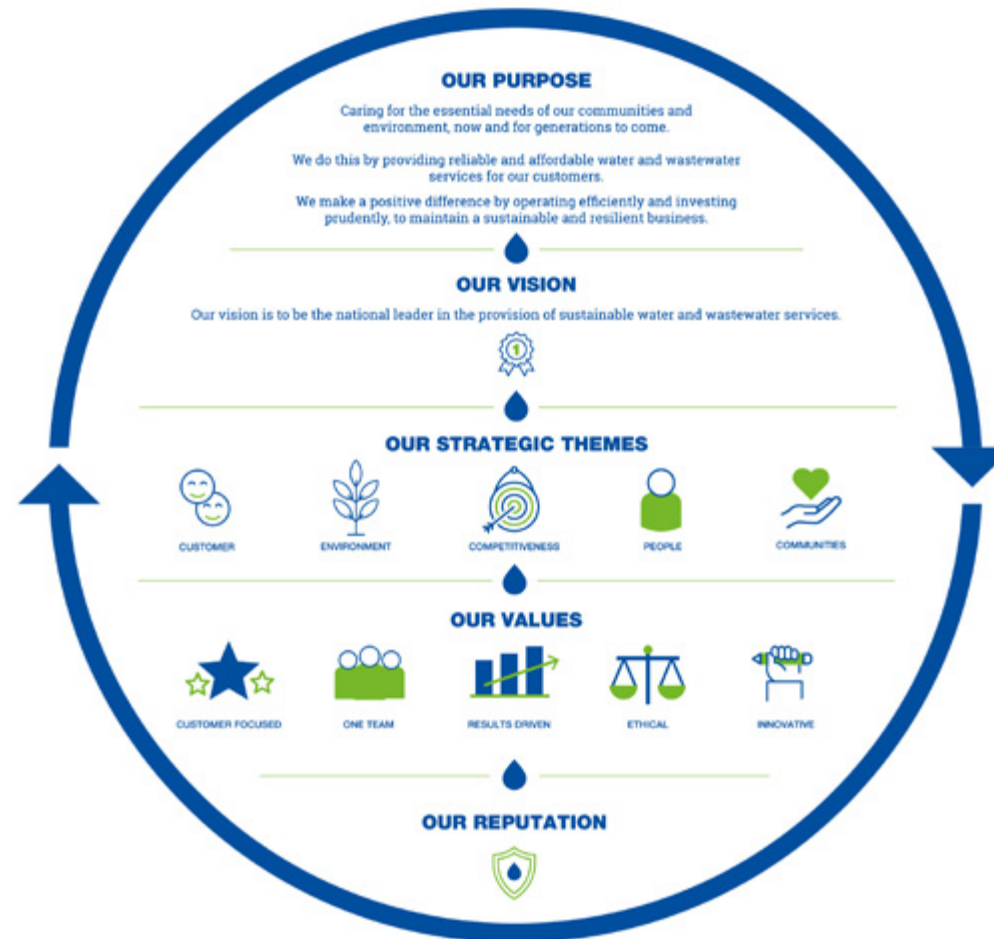 OUR PURPOSE
Caring for the essential needs of our communities and
environment, now and for generations to come.
We do this by providing reliable and affordable water and wastewater
services for our customers.
We make a positive difference by operating efficiently and investing
prudently, to maintain a sustainable and resilient business.
OUR VISION
Our vision is to be the national leader in the provision of sustainable water and wastewater services.
1
OUR STRATEGIC THEMES
CUSTOMER ENVIRONMENT COMPETITIVENESS PEOPLE COMMUNITIES
OUR VALUES
CUSTOMER FOCUSED ONE TEAM RESULTS DRIVEN ETHICAL INNOVATIVE
OUR REPUTATION